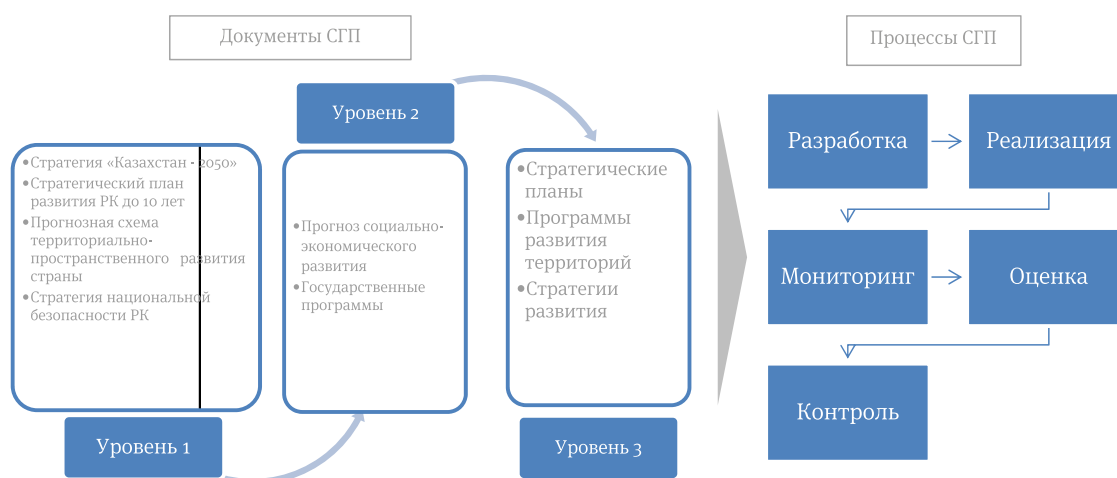 Документы СГП
Процессы СГП
Уровень 1
•Стратегия «Казахстан - 2050»
•Стратегический план
развития РК до 10 лет
•Прогнозная схема
территориально-
пространственного развития
страны
•Стратегия национальной
безопасности РК
Уровень 2
•Прогноз социально-
экономического
развития
•Государственные
программы
Уровень 3
•Стратегические
планы
•Программы
развития
территорий
•Стратегии
развития
Разработка
Реализация
Мониторинг
Оценка
Контроль